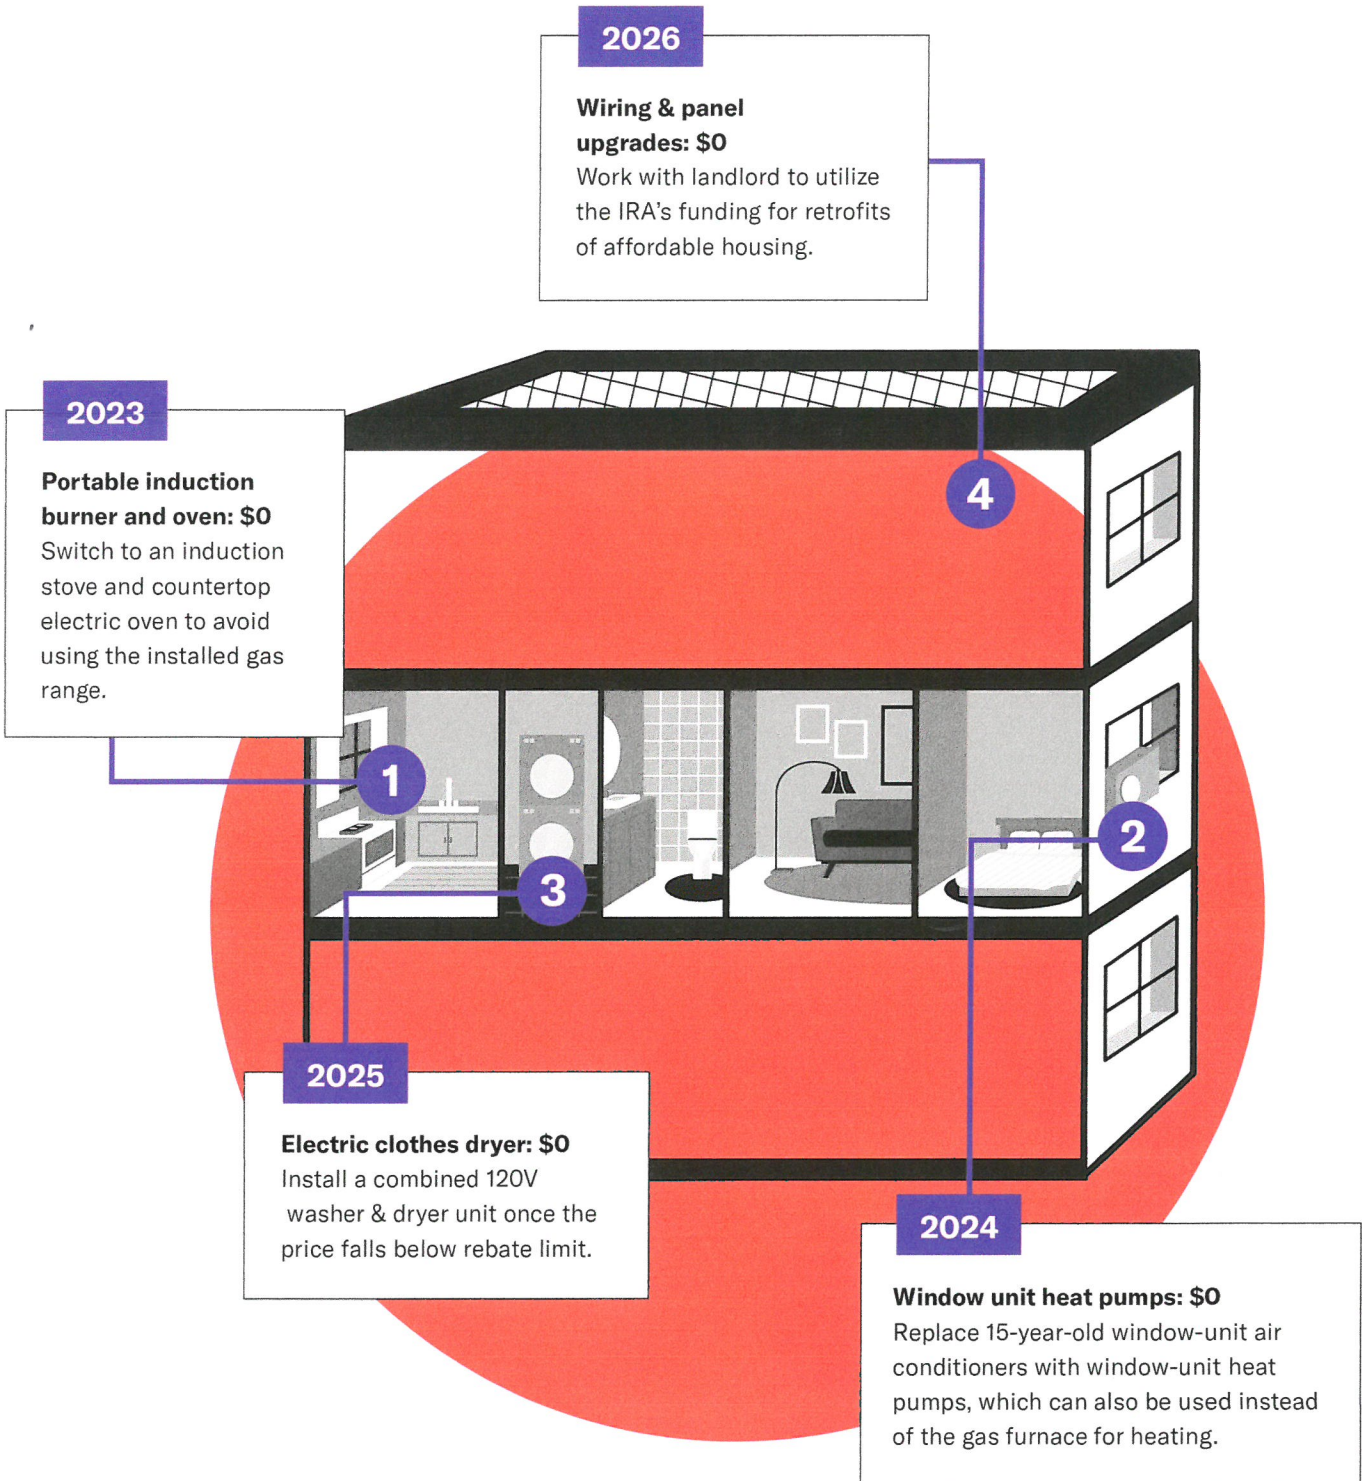 2026
Wiring & panel
upgrades: $0
Work with landlord to utilize
the IRA's funding for retrofits
of affordable housing.
2023
Portable induction
burner and oven: $0
Switch to an induction
stove and countertop
electric oven to avoid
using the installed gas
range.
4
1
2
3
2025
Electric clothes dryer: $0
Install a combined 120V
washer & dryer unit once the
price falls below rebate limit.
2024
Window unit heat pumps: $0
Replace 15-year-old window-unit air
conditioners with window-unit heat
pumps, which can also be used instead
of the gas furnace for heating.